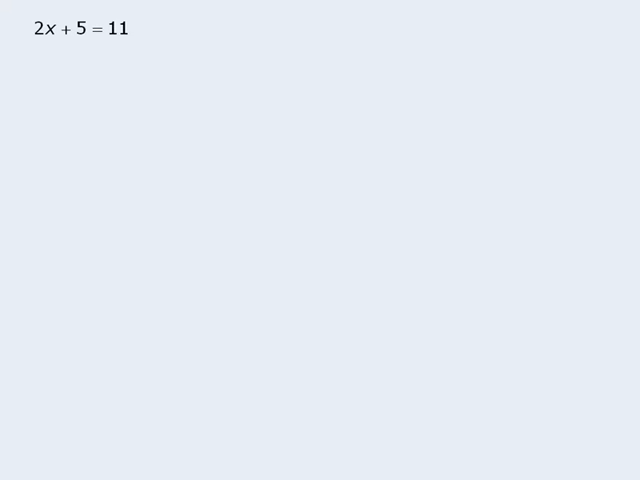 2x + 5 = 11